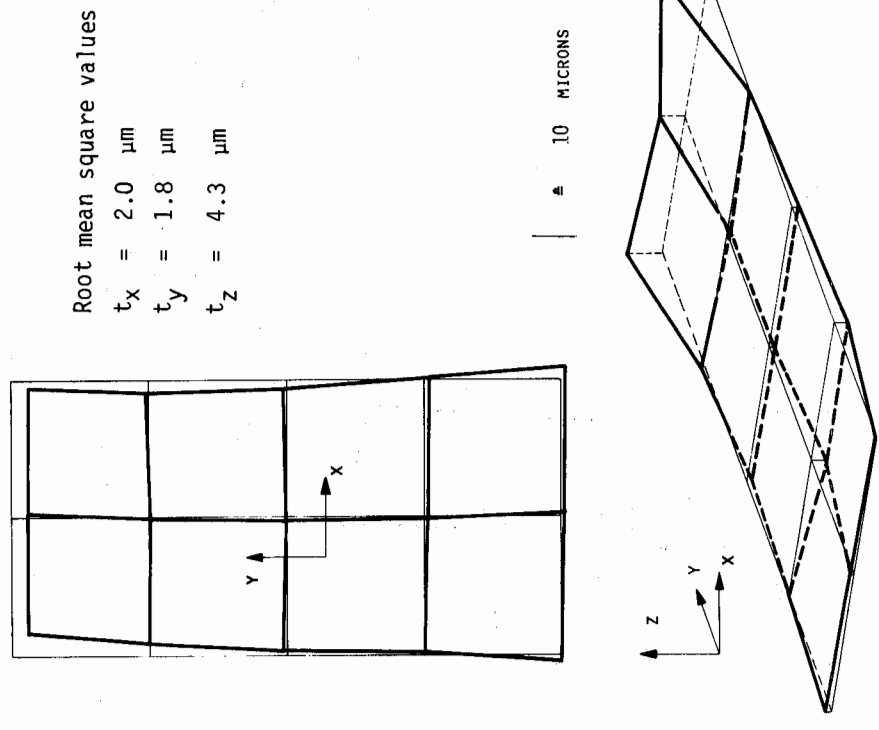 Root mean square values
tx = 2.0 µm
ty = 1.8 µm
tz = 4.3 µm
≙ 10 MICRONS
Y
X
Z
Y
X